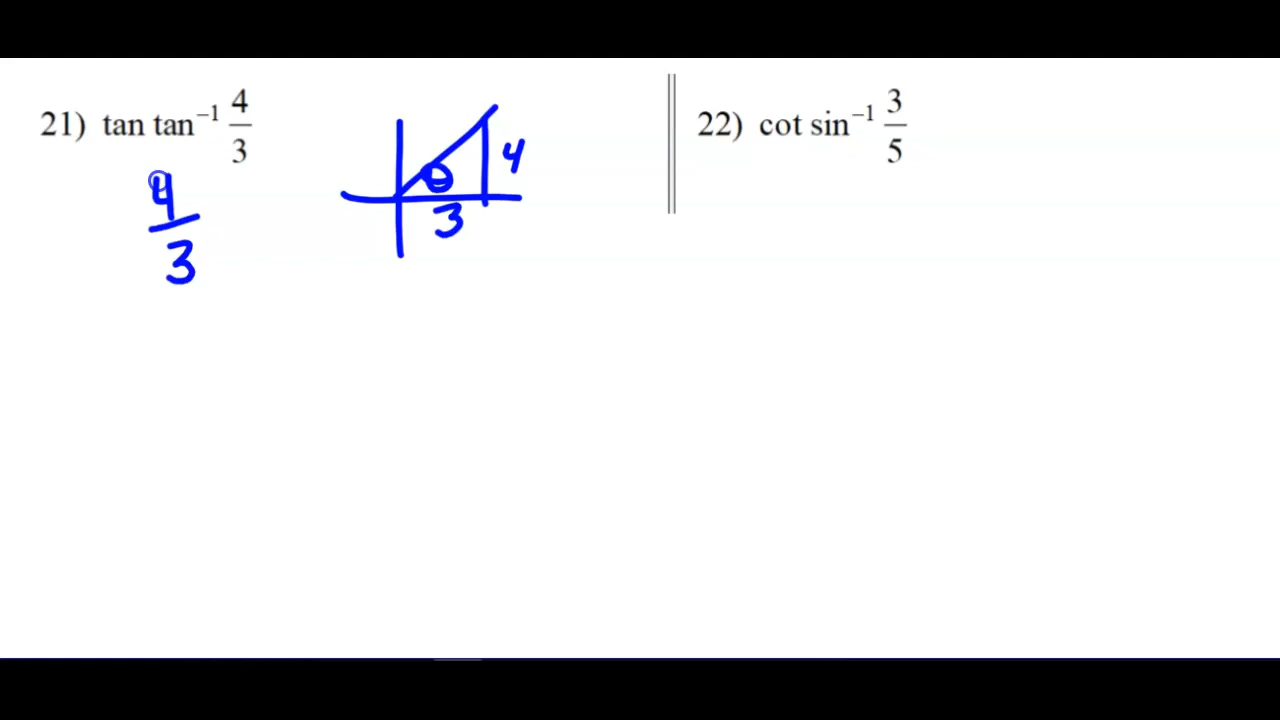 21) tan tan⁻¹ 4/3
4/3
θ
4
3
22) cot sin⁻¹ 3/5